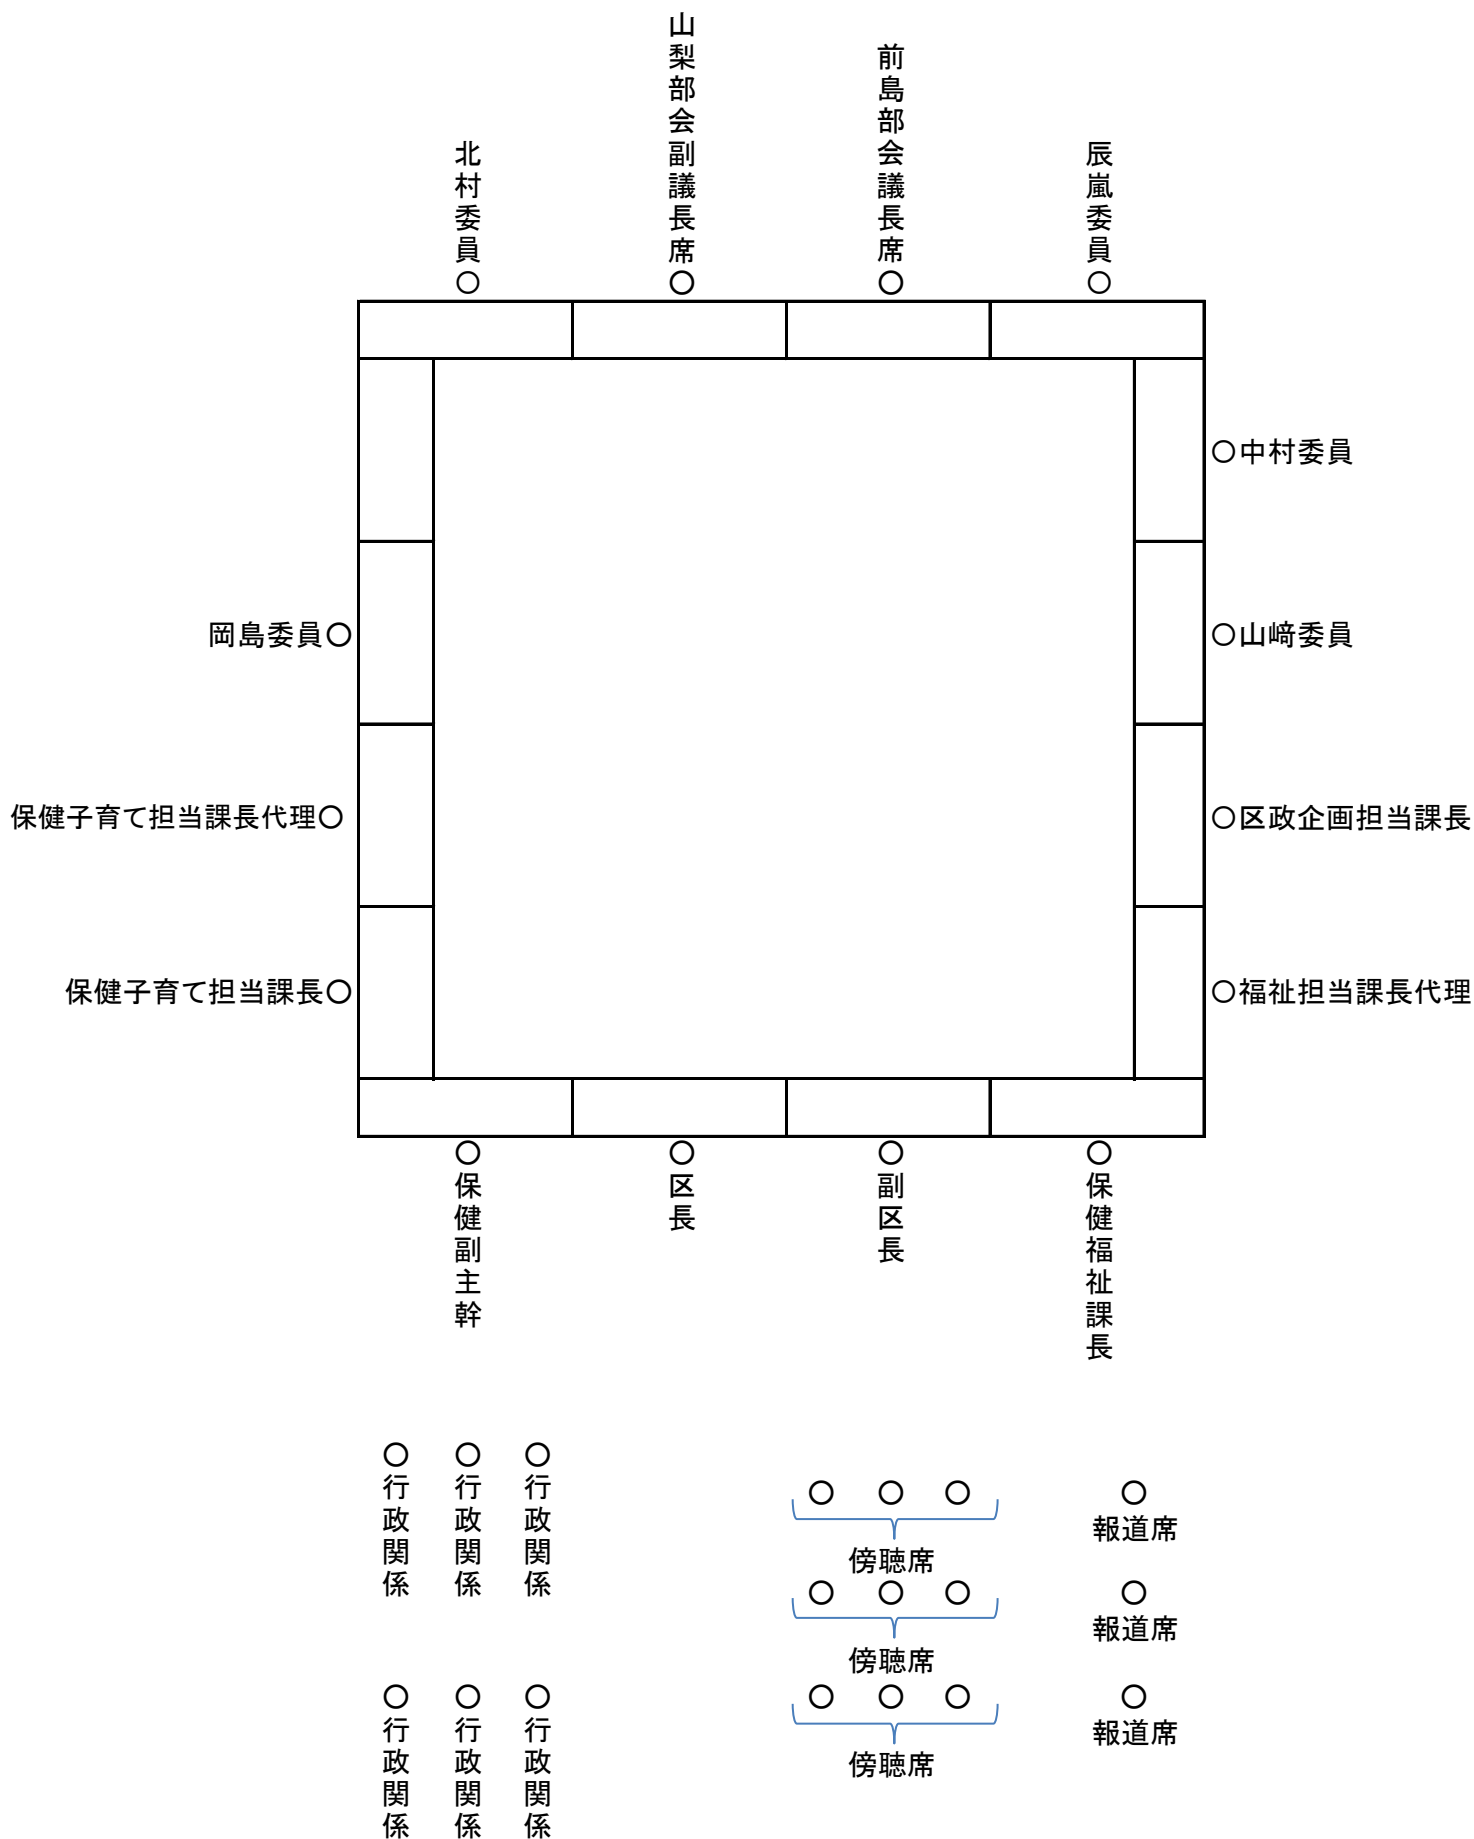 北村委員○
山梨部会副議長席○
前島部会議長席○
辰嵐委員○
○中村委員
岡島委員○
○山﨑委員
保健子育て担当課長代理○
○区政企画担当課長
保健子育て担当課長○
○福祉担当課長代理
○保健副主幹
○区長
○副区長
○保健福祉課長
○行政関係
○行政関係
○行政関係
○ ○ ○
傍聴席
○
報道席
○ ○ ○
傍聴席
○
報道席
○行政関係
○行政関係
○行政関係
○ ○ ○
傍聴席
○
報道席